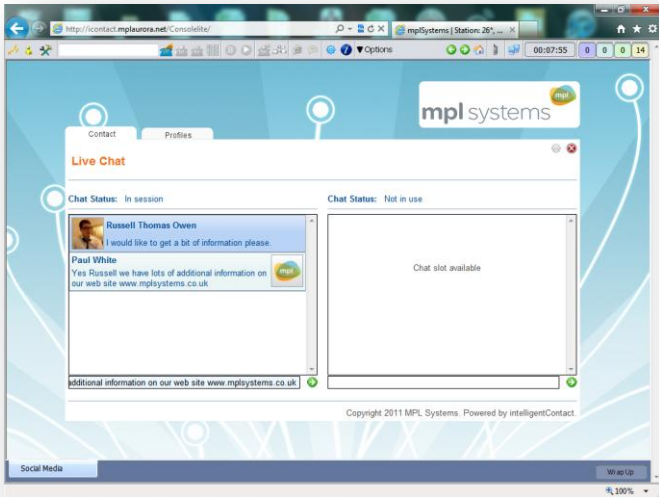 http://icontact.mplaurora.net/Consolelite/
mplSystems | Station: 26*, ...
Options
00:07:55
0
0
0
14
mpl systems
mpl
Contact
Profiles
Live Chat
Chat Status: In session
Chat Status: Not in use
Russell Thomas Owen
I would like to get a bit of information please.
Paul White
Yes Russell we have lots of additional information on
our web site www.mplsystems.co.uk
mpl
Chat slot available
additional information on our web site www.mplsystems.co.uk
Copyright 2011 MPL Systems. Powered by intelligentContact.
Social Media
Wrap Up
100%